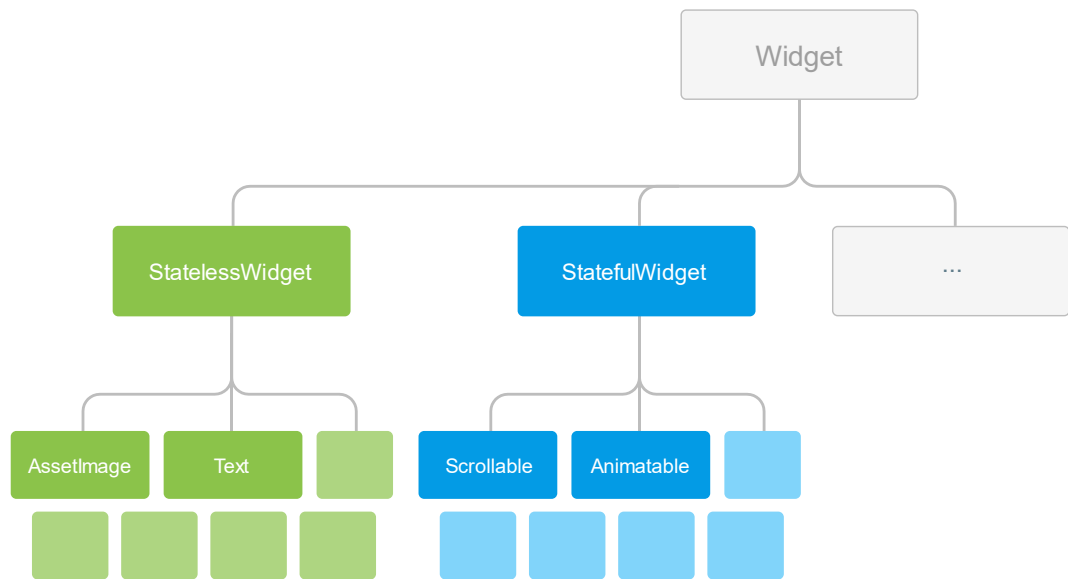 Widget
StatelessWidget
StatefulWidget
...
AssetImage
Text
Scrollable
Animatable